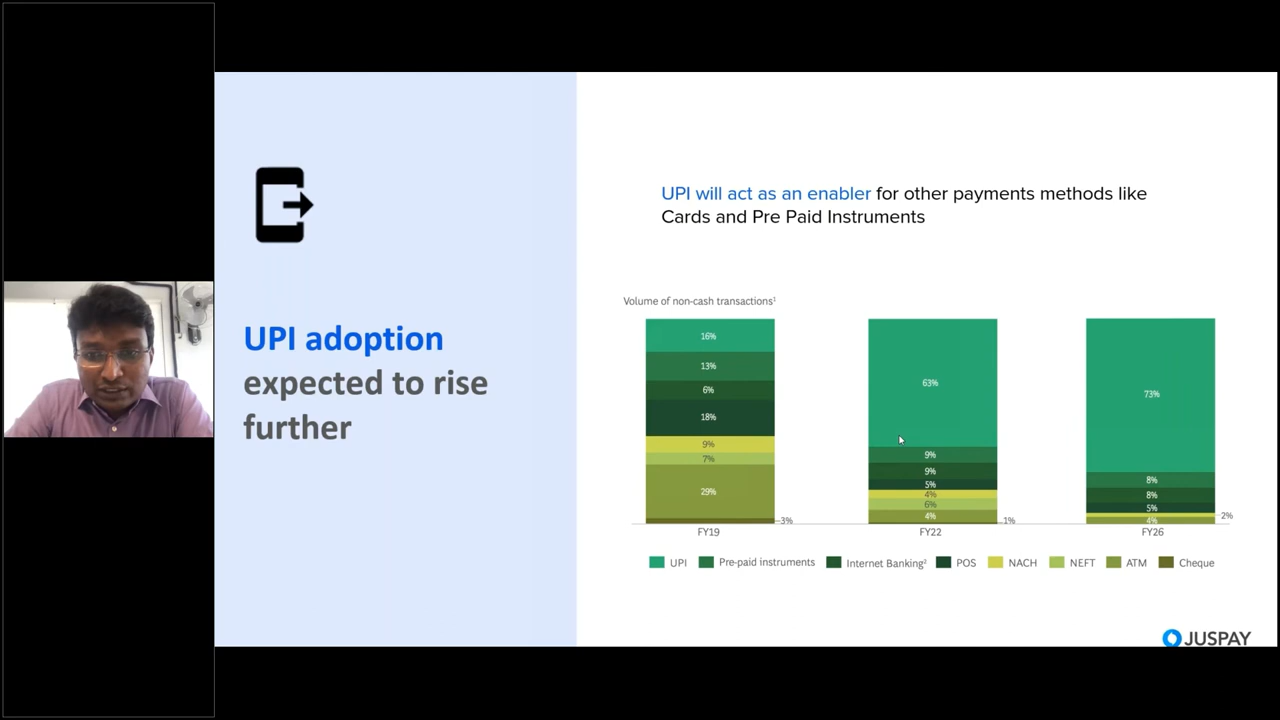 UPI adoption
expected to rise
further
UPI will act as an enabler for other payments methods like
Cards and Pre Paid Instruments
Volume of non-cash transactions¹
16%
13%
6%
18%
9%
7%
29%
3%
FY19
63%
9%
9%
5%
4%
6%
4%
1%
FY22
73%
8%
8%
5%
2%
4%
FY26
UPI Pre-paid instruments Internet Banking² POS NACH NEFT ATM Cheque
JUSPAY